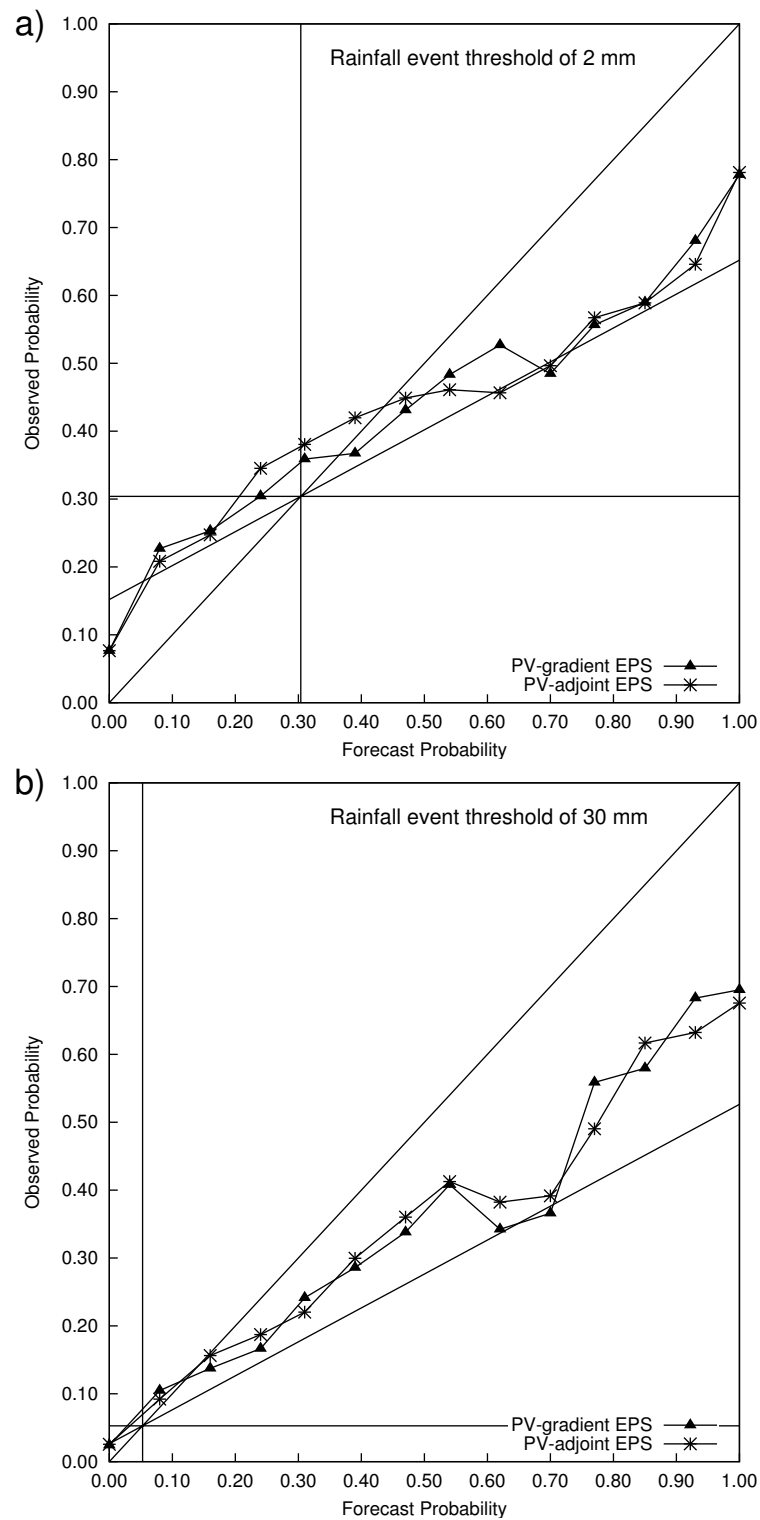 a)
Rainfall event threshold of 2 mm
1.00
0.90
0.80
0.70
0.60
0.50
0.40
0.30
0.20
0.10
0.00
Observed Probability
PV-gradient EPS
PV-adjoint EPS
0.00 0.10 0.20 0.30 0.40 0.50 0.60 0.70 0.80 0.90 1.00
Forecast Probability
b)
Rainfall event threshold of 30 mm
1.00
0.90
0.80
0.70
0.60
0.50
0.40
0.30
0.20
0.10
0.00
Observed Probability
PV-gradient EPS
PV-adjoint EPS
0.00 0.10 0.20 0.30 0.40 0.50 0.60 0.70 0.80 0.90 1.00
Forecast Probability